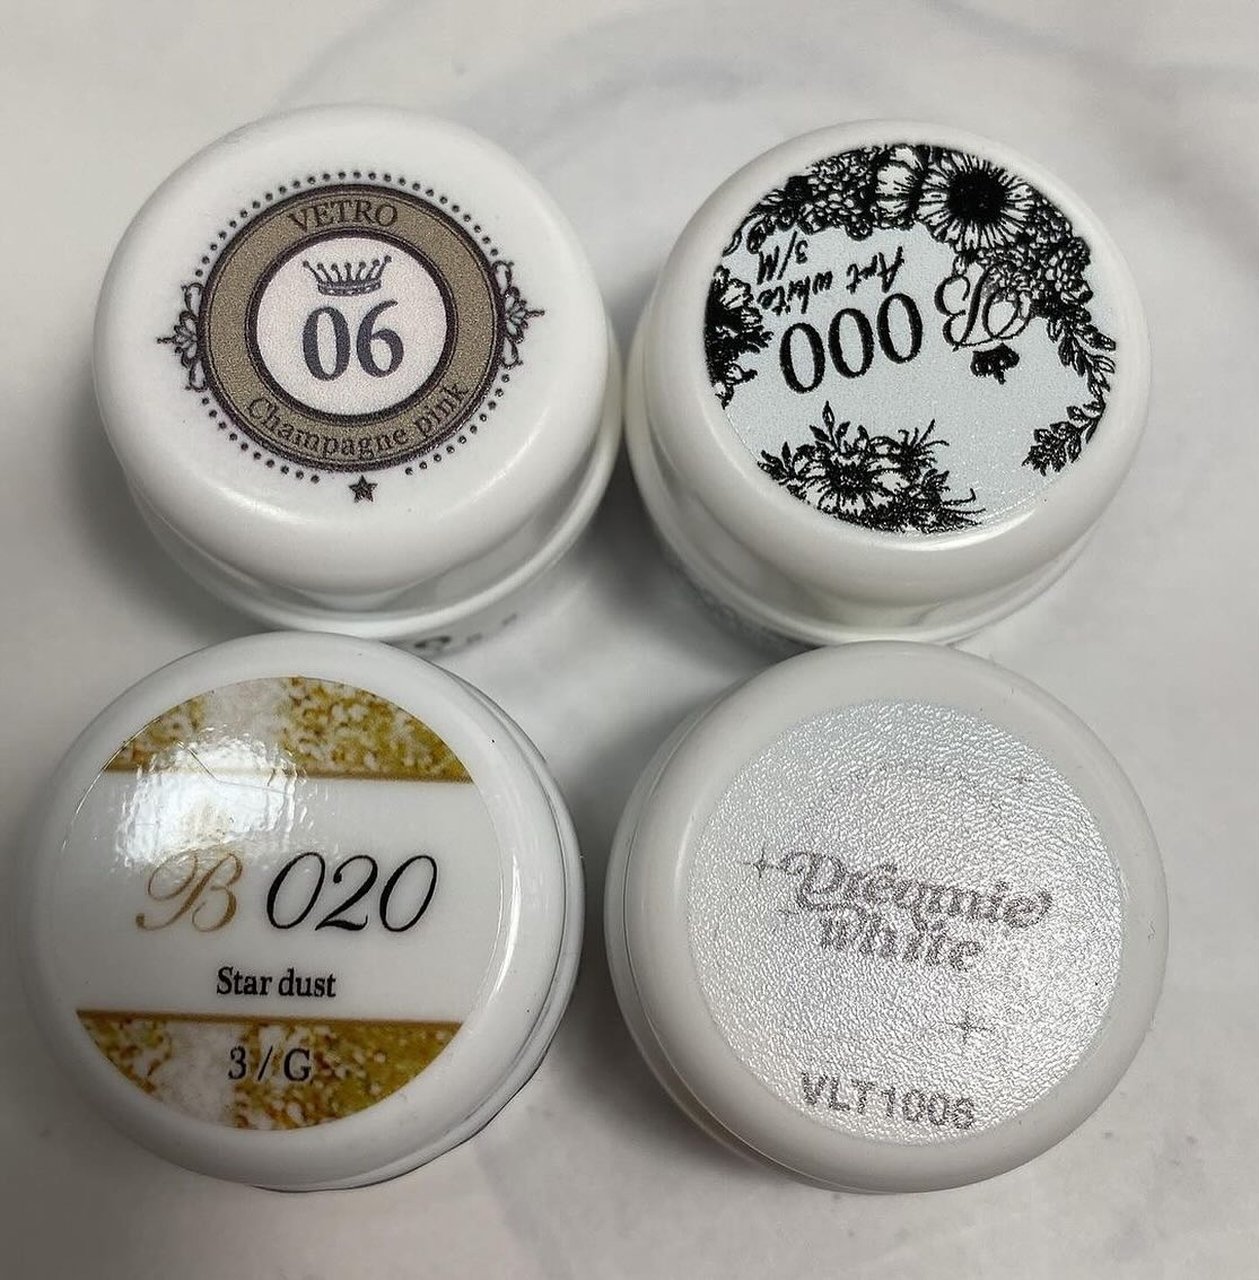 VETRO
06
Champagne pink
B 000
Art white
3/M
B 020
Star dust
3 / G
Dreamie
White
VLT1006